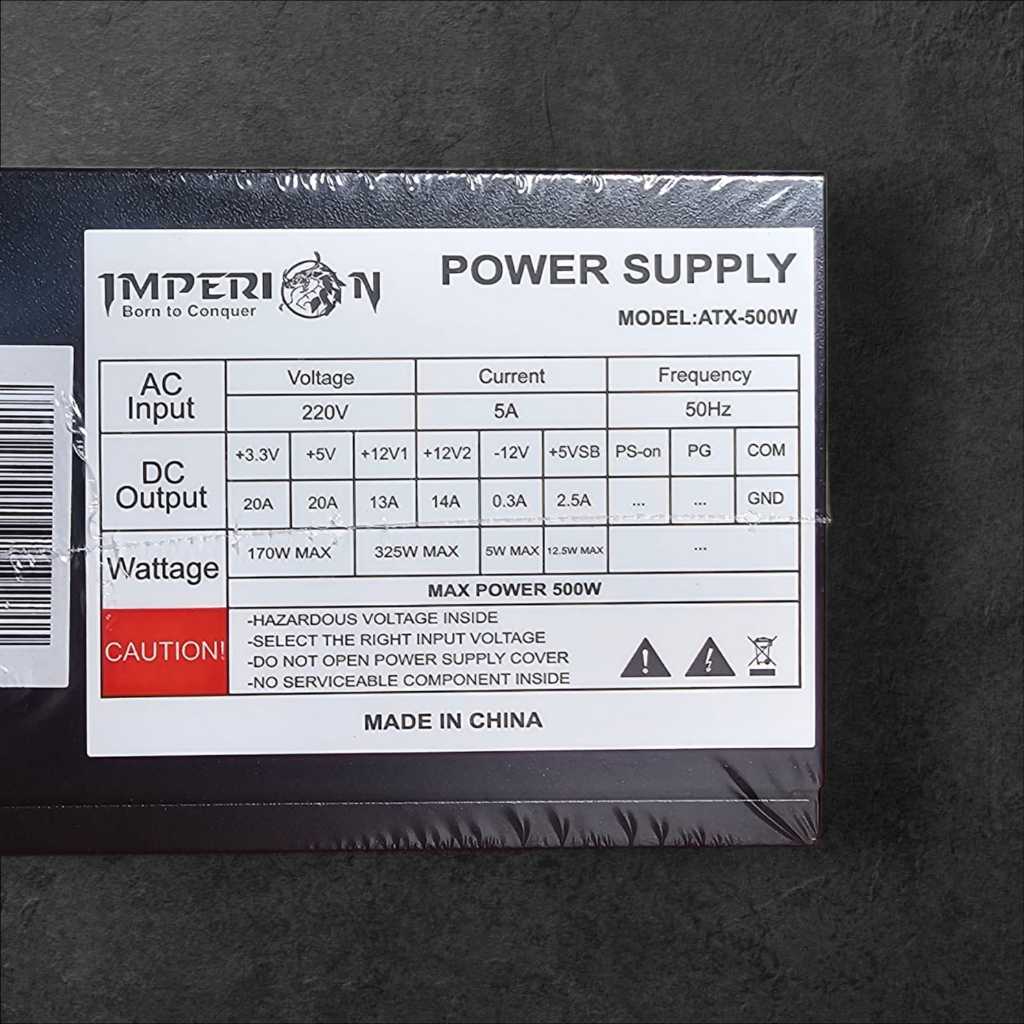 IMPERION
Born to Conquer
POWER SUPPLY
MODEL:ATX-500W
AC Input
Voltage Current Frequency
220V 5A 50Hz
DC Output
+3.3V +5V +12V1 +12V2 -12V +5VSB PS-on PG COM
20A 20A 13A 14A 0.3A 2.5A ... ... GND
Wattage
170W MAX 325W MAX 5W MAX 12.5W MAX ...
MAX POWER 500W
CAUTION!
-HAZARDOUS VOLTAGE INSIDE
-SELECT THE RIGHT INPUT VOLTAGE
-DO NOT OPEN POWER SUPPLY COVER
-NO SERVICEABLE COMPONENT INSIDE
MADE IN CHINA